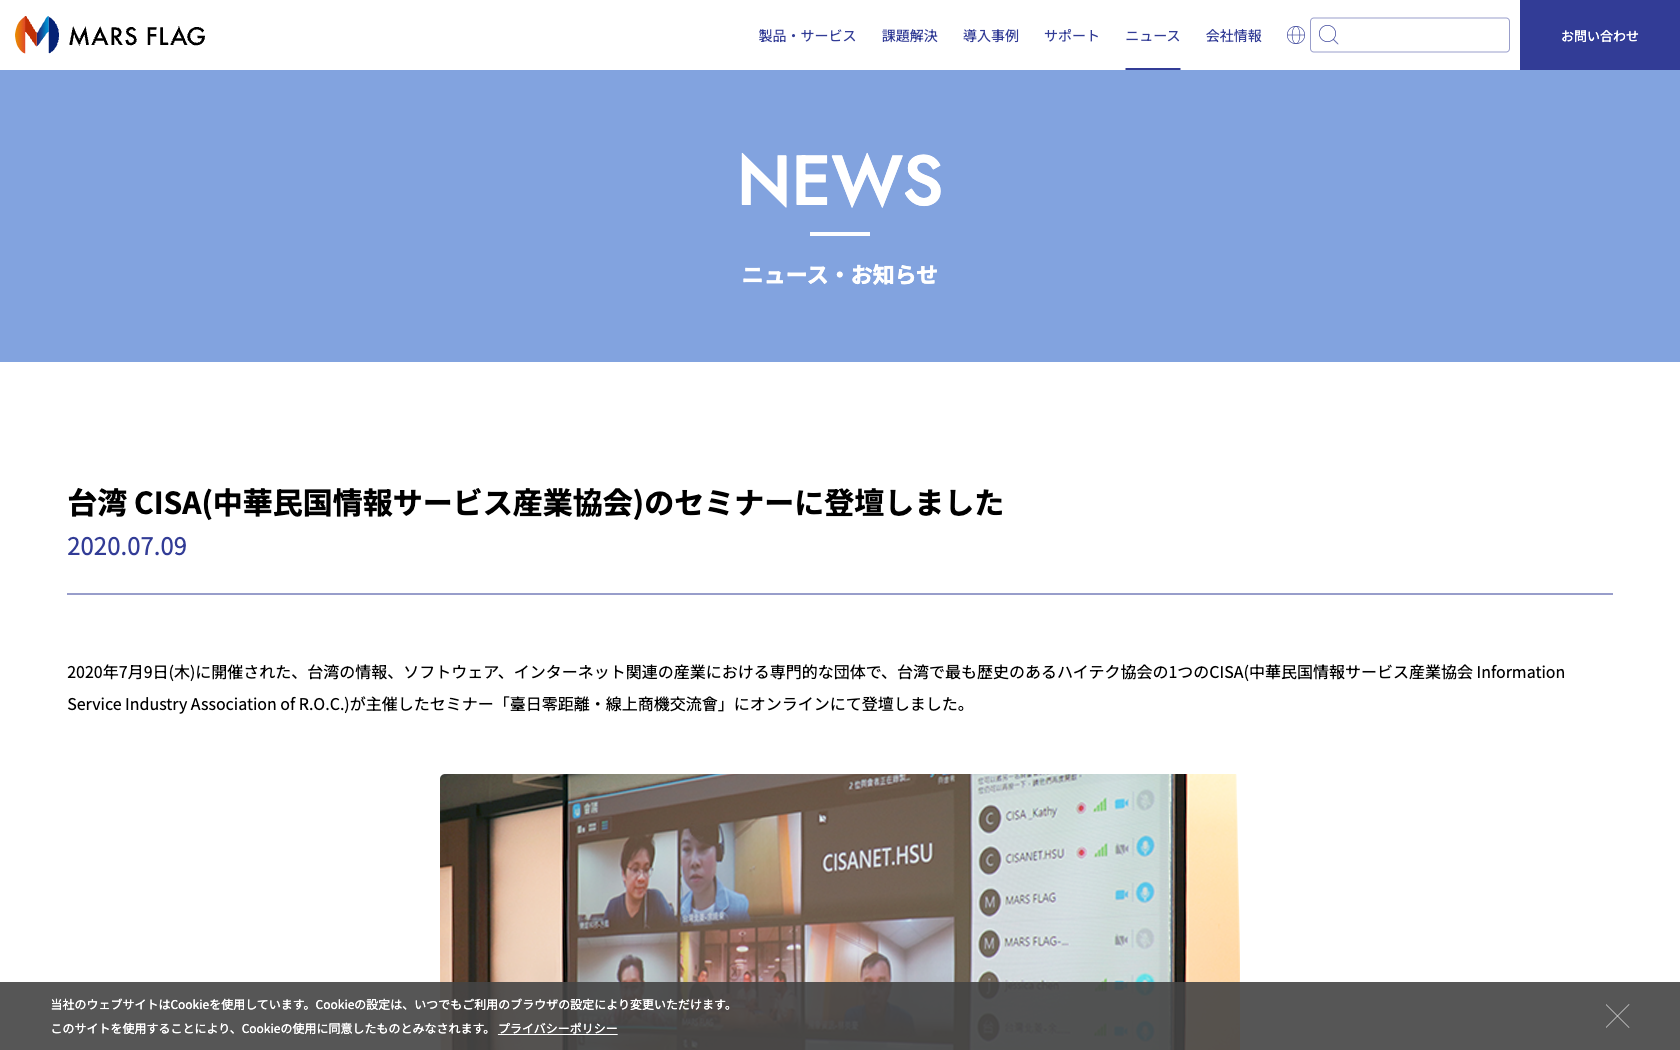 MARS FLAG
製品・サービス 課題解決 導入事例 サポート ニュース 会社情報 お問い合わせ
NEWS
ニュース・お知らせ
台湾 CISA(中華民国情報サービス産業協会)のセミナーに登壇しました
2020.07.09
2020年7月9日(木)に開催された、台湾の情報、ソフトウェア、インターネット関連の産業における専門的な団体で、台湾で最も歴史のあるハイテク協会の1つのCISA(中華民国情報サービス産業協会 Information
Service Industry Association of R.O.C.)が主催したセミナー「臺日零距離・線上商機交流會」にオンラインにて登壇しました。
会議
CISANET.HSU
C CISA _Kathy
C CISANET.HSU
M MARS FLAG
M MARS FLAG-...
当社のウェブサイトはCookieを使用しています。Cookieの設定は、いつでもご利用のブラウザの設定により変更いただけます。
このサイトを使用することにより、Cookieの使用に同意したものとみなされます。 プライバシーポリシー